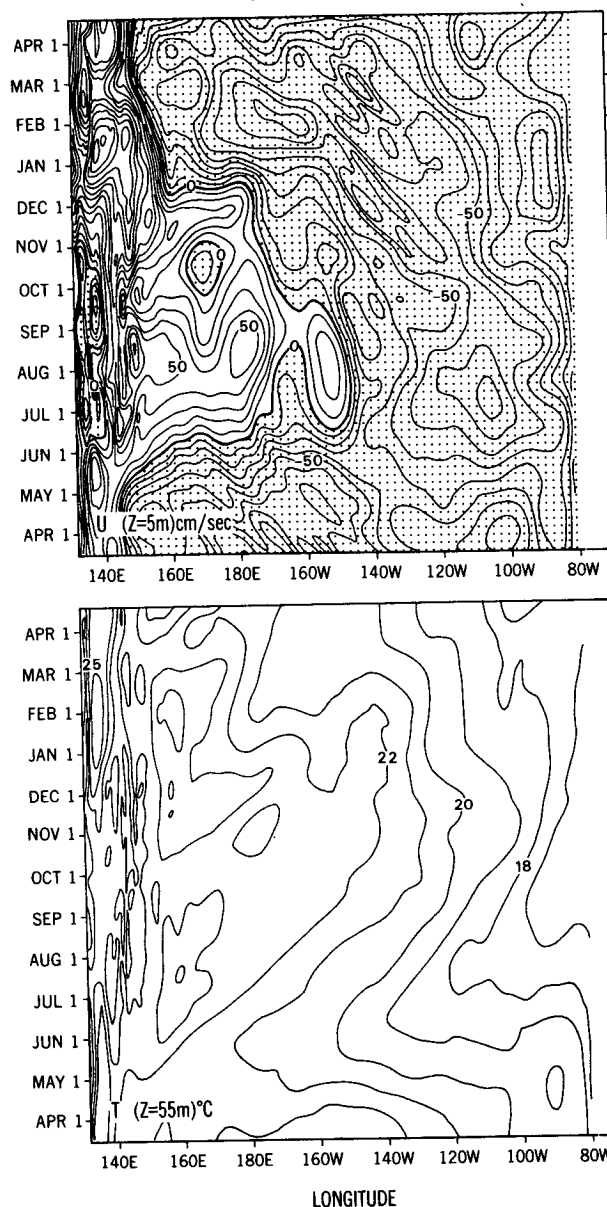 APR 1
MAR 1
FEB 1
JAN 1
DEC 1
NOV 1
OCT 1
SEP 1
AUG 1
JUL 1
JUN 1
MAY 1
APR 1
0
-50
0
0
-50
50
50
0
0
-50
U (Z=5m)cm/sec
140E 160E 180W 160W 140W 120W 100W 80W
APR 1
MAR 1
FEB 1
JAN 1
DEC 1
NOV 1
OCT 1
SEP 1
AUG 1
JUL 1
JUN 1
MAY 1
APR 1
25
22
20
18
T (Z=55m)°C
140E 160E 180W 160W 140W 120W 100W 80W
LONGITUDE